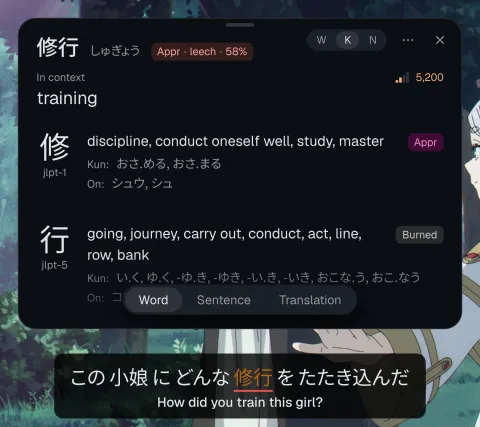 修行 しゅぎょう Appr · leech · 58% W K N ··· ×
In context 5,200
training
修 discipline, conduct oneself well, study, master Appr
jlpt-1
Kun: おさ.める, おさ.まる
On: シュウ, シュ
行 going, journey, carry out, conduct, act, line, Burned
row, bank
jlpt-5
Kun: い.く, ゆ.く, -ゆ.き, -ゆき, -い.き, -いき, おこな.う, おこ.なう
On: コ
Word Sentence Translation
この 小娘 に どんな 修行 を たたき込んだ
How did you train this girl?